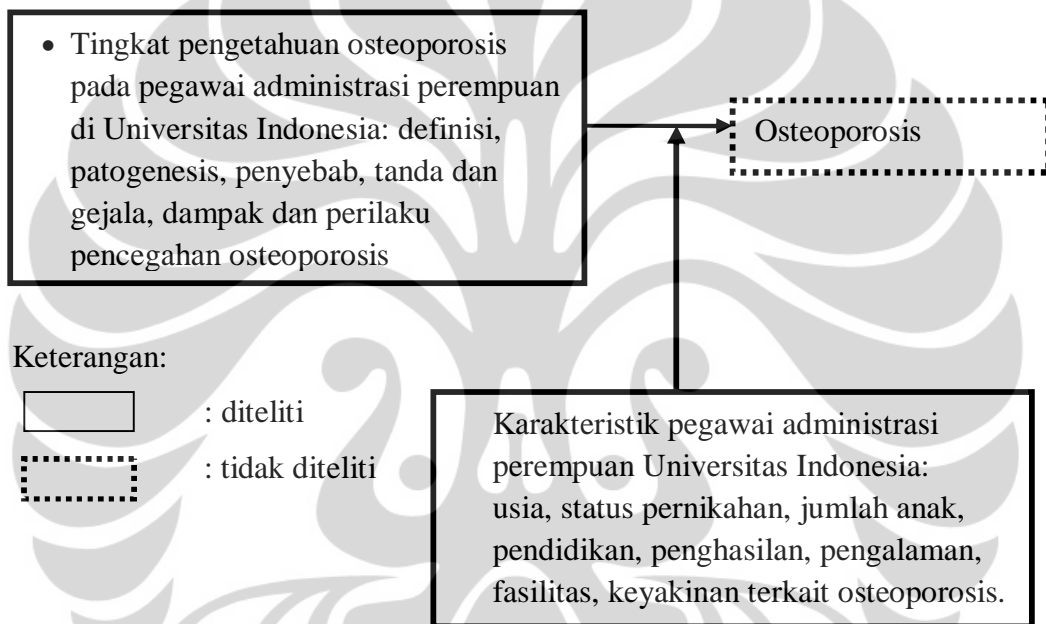 • Tingkat pengetahuan osteoporosis
pada pegawai administrasi perempuan
di Universitas Indonesia: definisi,
patogenesis, penyebab, tanda dan
gejala, dampak dan perilaku
pencegahan osteoporosis
Osteoporosis
Keterangan:
: diteliti
: tidak diteliti
Karakteristik pegawai administrasi
perempuan Universitas Indonesia:
usia, status pernikahan, jumlah anak,
pendidikan, penghasilan, pengalaman,
fasilitas, keyakinan terkait osteoporosis.